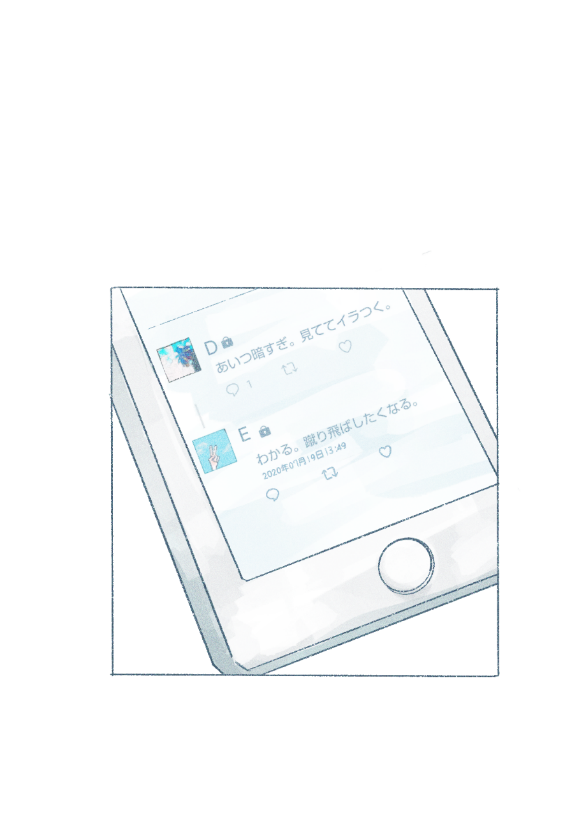 D
あいつ暗すぎ。見ててイラつく。
1
E
わかる。蹴り飛ばしたくなる。
2020年07月19日13:49